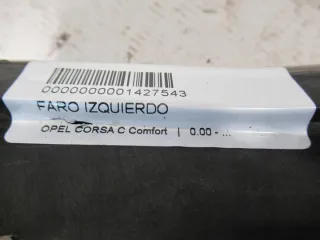 0000000001427543
FARO IZQUIERDO
OPEL CORSA C Comfort | 0.00 - ...